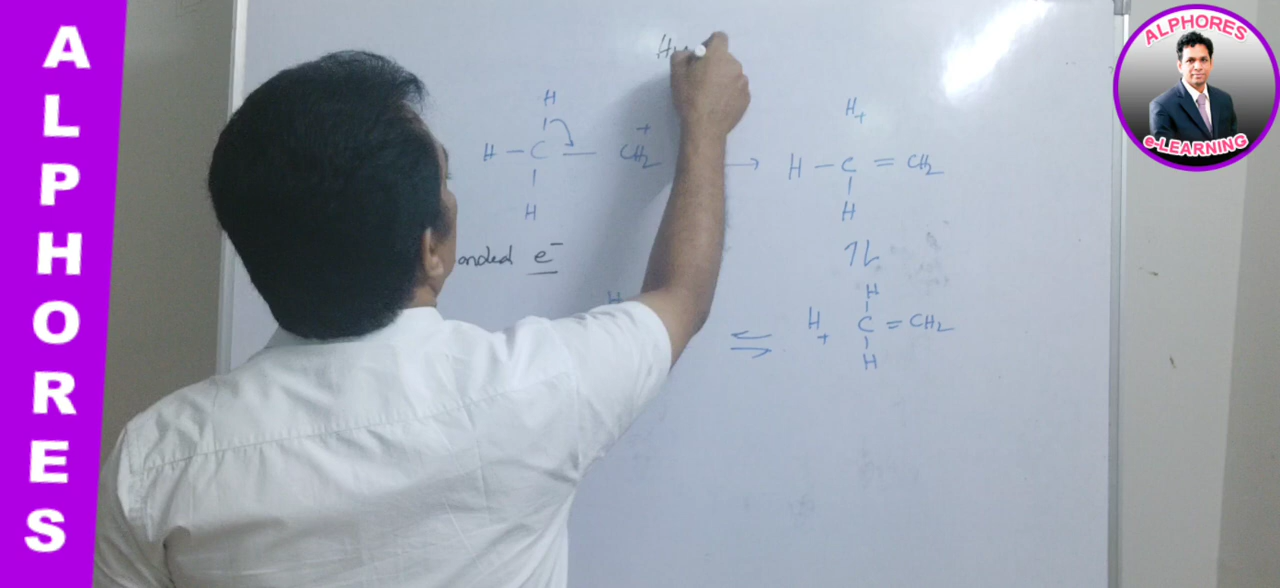 ALPHORES
ALPHORES
e-LEARNING
H
H
+
+
H – C – CH2 → H – C = CH2
H
H
onded e–
H
H
H
+
C = CH2
H